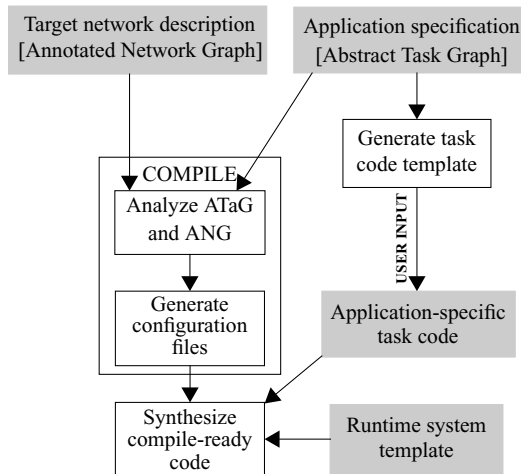 Target network description
[Annotated Network Graph]
Application specification
[Abstract Task Graph]
Generate task
code template
COMPILE
Analyze ATaG
and ANG
USER INPUT
Generate
configuration
files
Application-specific
task code
Synthesize
compile-ready
code
Runtime system
template